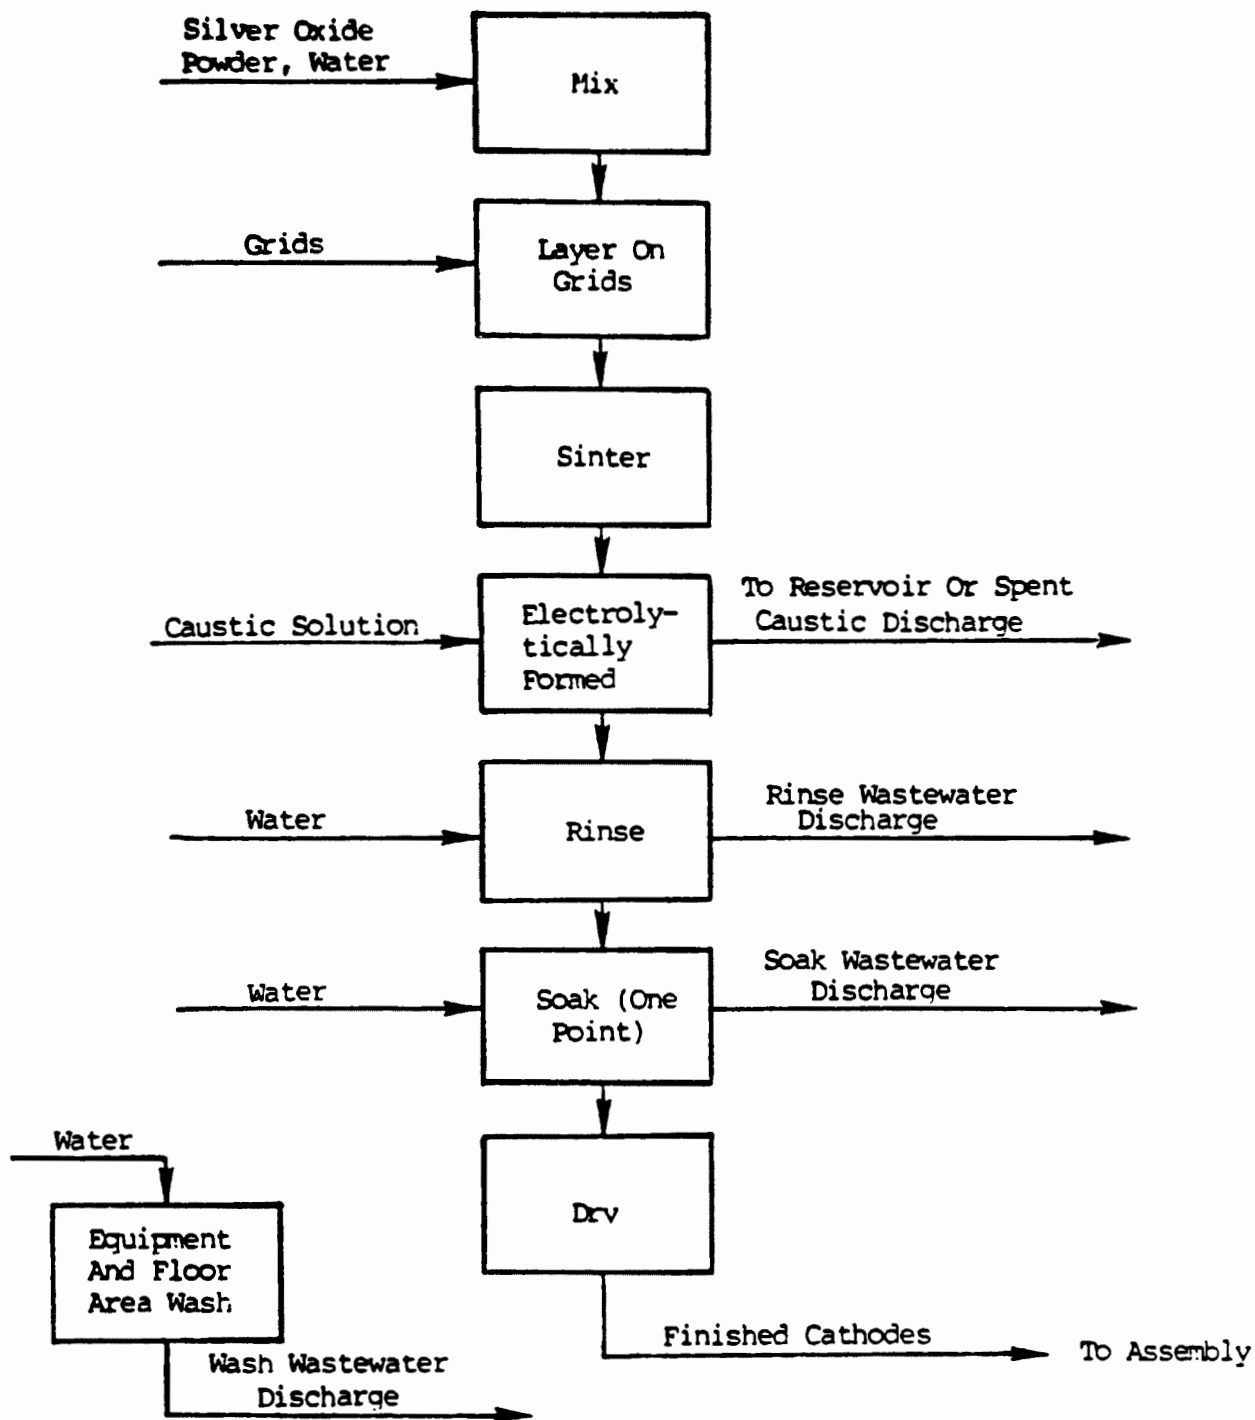 Silver Oxide
Powder, Water
Mix
Grids
Layer On
Grids
Sinter
Caustic Solution
Electroly-
tically
Formed
To Reservoir Or Spent
Caustic Discharge
Water
Rinse
Rinse Wastewater
Discharge
Water
Soak (One
Point)
Soak Wastewater
Discharge
Water
Equipment
And Floor
Area Wash
Dry
Finished Cathodes
To Assembly
Wash Wastewater
Discharge